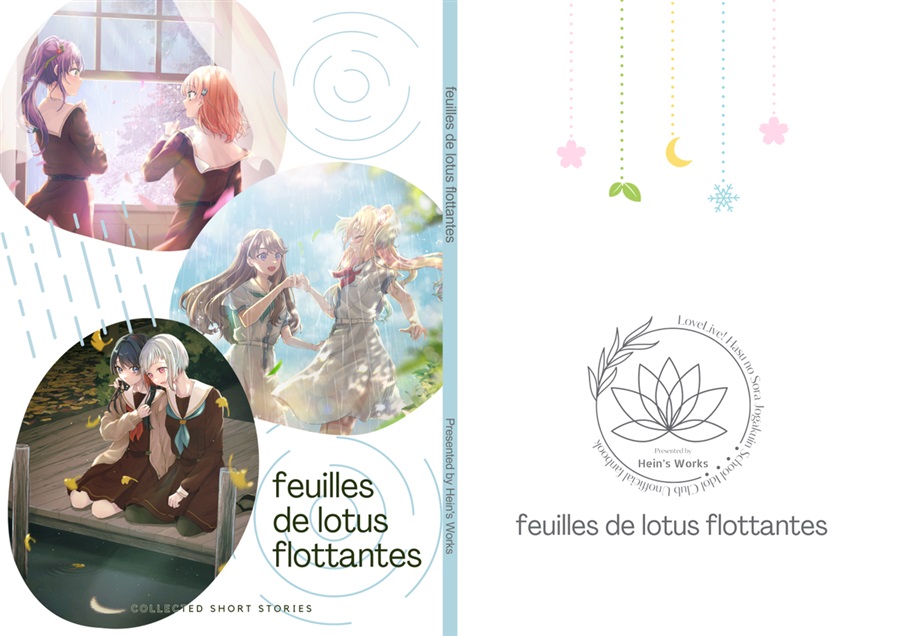 feuilles
de lotus
flottantes
COLLECTED SHORT STORIES
feuilles de lotus flottantes
Presented by Hein's Works
LoveLive! Hasu no Sora Jogakuin School Idol Club Unofficial fanbook
Presented by
Hein's Works
feuilles de lotus flottantes